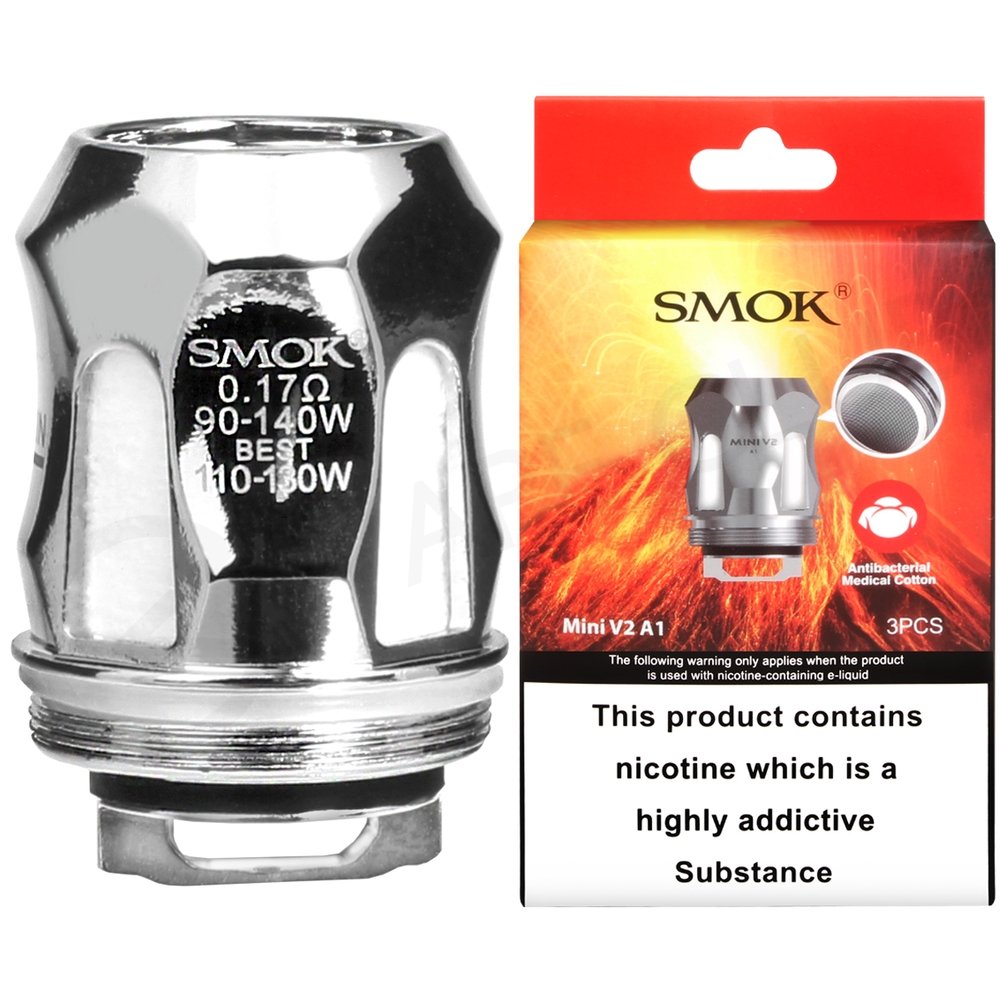 SMOK®
0.17Ω
90-140W
BEST
110-130W
SMOK®
MINI V2
A1
Antibacterial
Medical Cotton
Mini V2 A1
3PCS
The following warning only applies when the product
is used with nicotine-containing e-liquid
This product contains
nicotine which is a
highly addictive
Substance